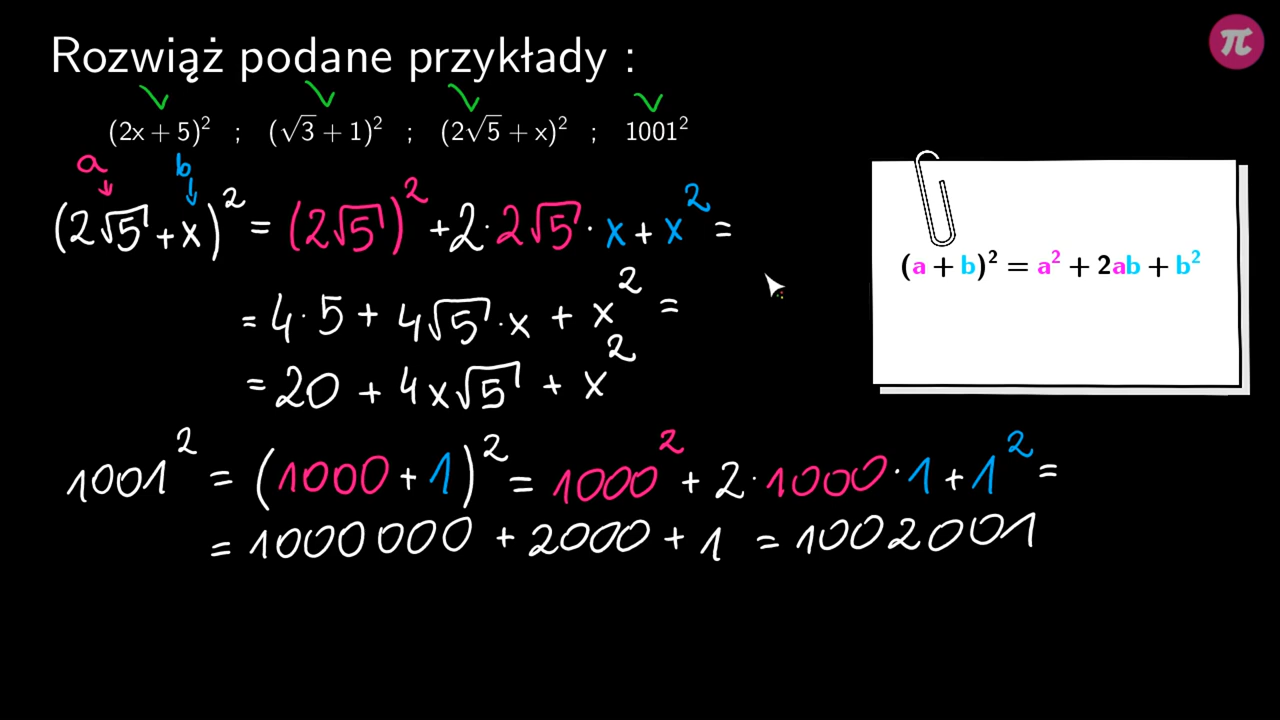 Rozwiąż podane przykłady :
(2x + 5)² ; (√3 + 1)² ; (2√5 + x)² ; 1001²
a b
(2√5 + x)² = (2√5)² + 2 · 2√5 · x + x² =
(a + b)² = a² + 2ab + b²
= 4 · 5 + 4√5 · x + x² =
= 20 + 4x√5 + x²
1001² = (1000 + 1)² = 1000² + 2 · 1000 · 1 + 1² =
= 1000000 + 2000 + 1 = 1002001
π